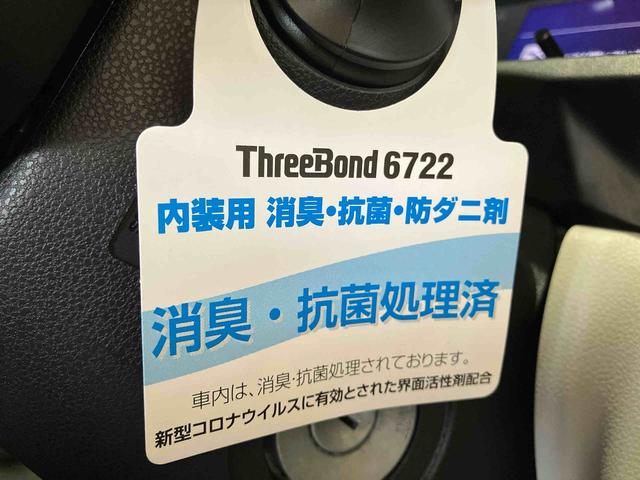 ThreeBond 6722
内装用 消臭・抗菌・防ダニ剤
消臭・抗菌処理済
車内は、消臭・抗菌処理されております。
新型コロナウイルスに有効とされた界面活性剤配合